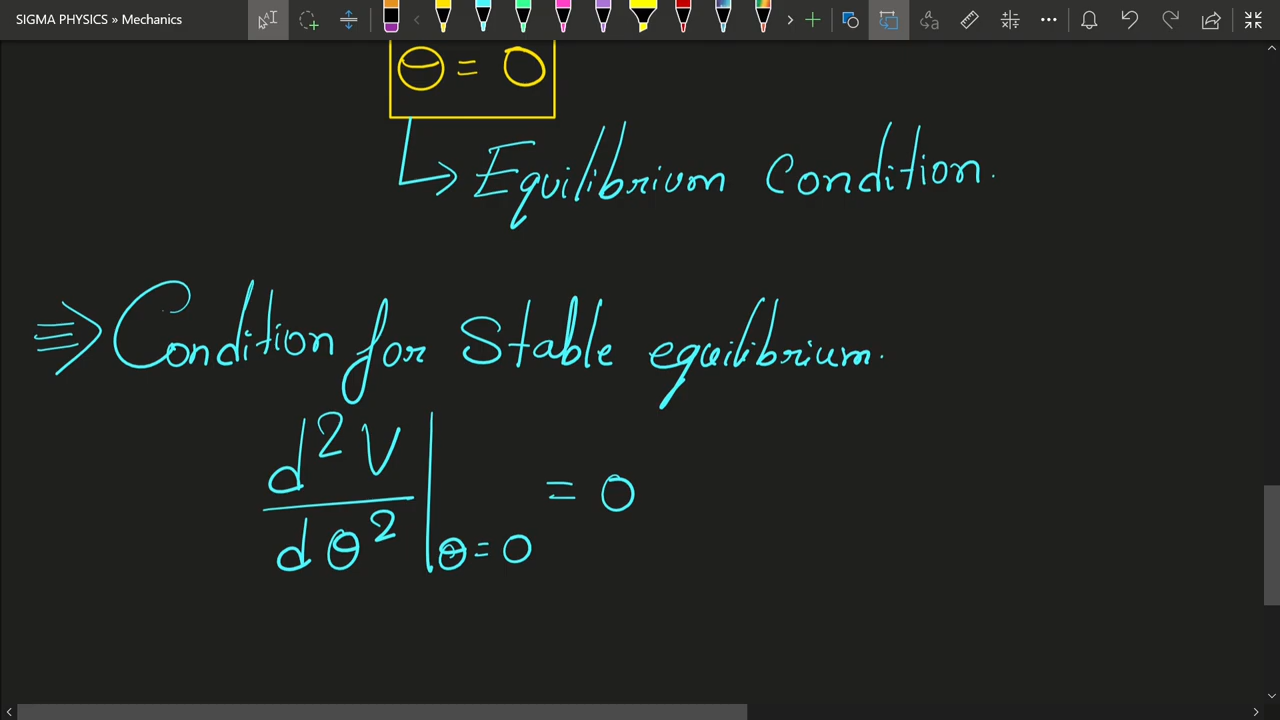 SIGMA PHYSICS » Mechanics
θ = 0
↳ Equilibrium Condition.
⇒ Condition for Stable equilibrium.
d²V/dθ² |θ=0 = 0